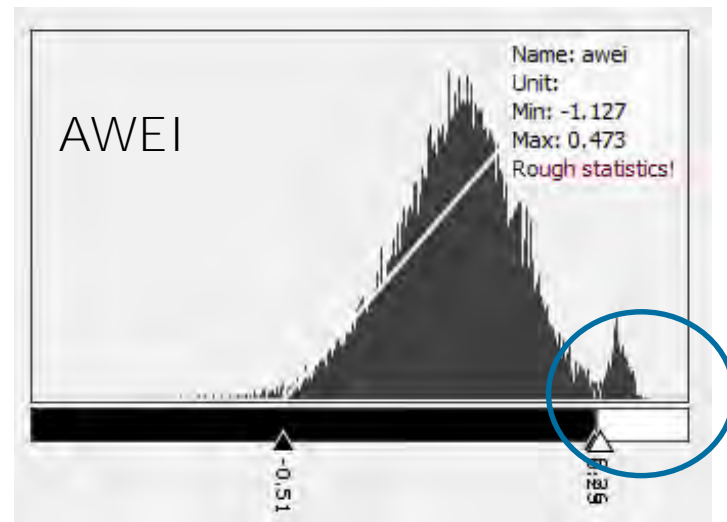 AWEI
Name: awei
Unit:
Min: -1.127
Max: 0.473
Rough statistics!
-0.51